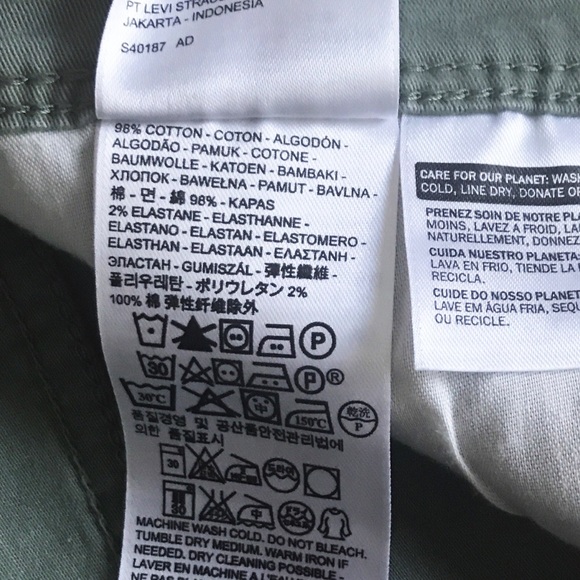 PT LEVI STRAUSS
JAKARTA - INDONESIA
S40187 AD
98% COTTON - COTON - ALGODÓN -
ALGODÃO - PAMUK - COTONE -
BAUMWOLLE - KATOEN - BAMBAKI -
ХЛОПОК - BAWEŁNA - PAMUT - BAVLNA -
棉 - 면 - 綿 98% - KAPAS
2% ELASTANE - ELASTHANNE -
ELASTANO - ELASTAN - ELASTOMERO -
ELASTHAN - ELASTAAN - ΕΛΑΣΤΑΝΗ -
ЭЛАСТАН - GUMISZÁL - 彈性纖維 -
폴리우레탄 - ポリウレタン 2%
100% 棉 弹性纤维除外
P
30 P ®
30°C 中 150°C 乾洗 P
품질경영 및 공산품안전관리법에
의한 품질표시
30
30
MACHINE WASH COLD. DO NOT BLEACH.
TUMBLE DRY MEDIUM. WARM IRON IF
NEEDED. DRY CLEANING POSSIBLE -
LAVER EN MACHINE A L'EAU
CARE FOR OUR PLANET: WASH
COLD, LINE DRY, DONATE OR
PRENEZ SOIN DE NOTRE
MOINS, LAVEZ A FROID,
NATURELLEMENT, DONNEZ
CUIDA NUESTRO PLANETA:
LAVA EN FRIO, TIENDE LA
RECICLA.
CUIDE DO NOSSO PLANETA
LAVE EM ÁGUA FRIA,
OU RECICLE.